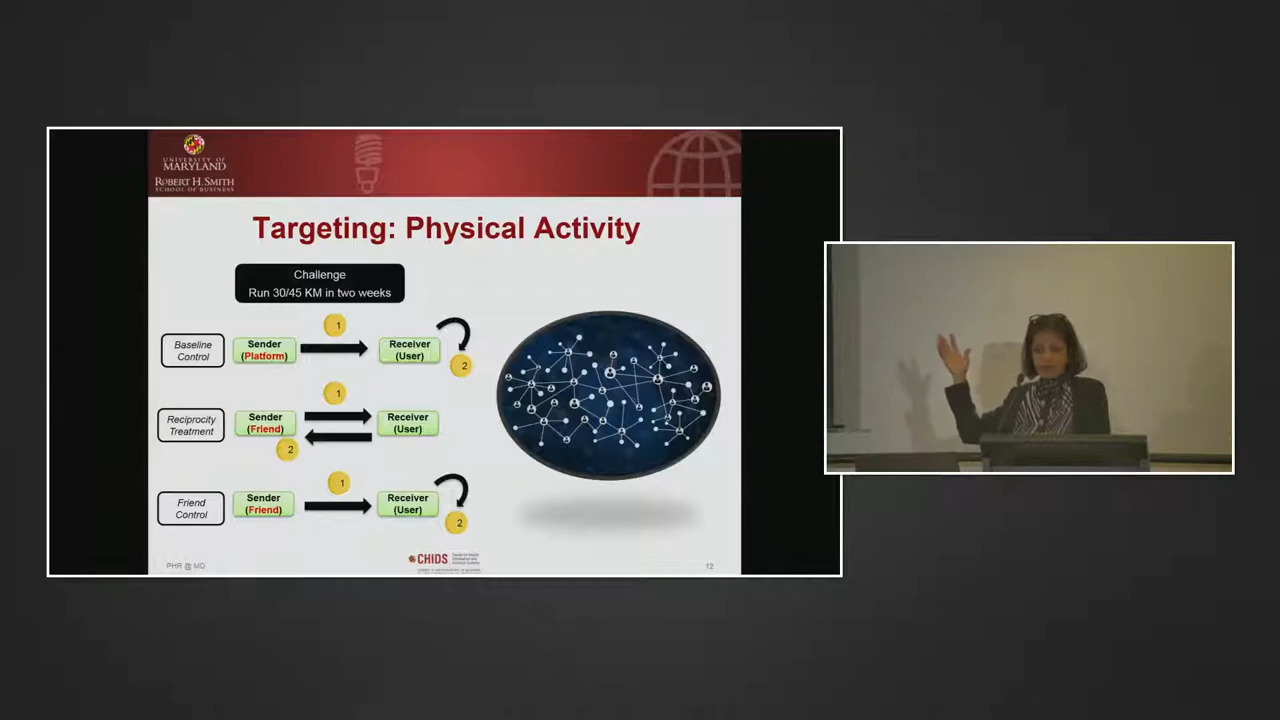 UNIVERSITY OF
MARYLAND
ROBERT H. SMITH
SCHOOL OF BUSINESS
Targeting: Physical Activity
Challenge
Run 30/45 KM in two weeks
Baseline
Control
Sender
(Platform)
1
Receiver
(User)
2
Reciprocity
Treatment
Sender
(Friend)
1
Receiver
(User)
2
Friend
Control
Sender
(Friend)
1
Receiver
(User)
2
PHR @ MD
CHIDS
12